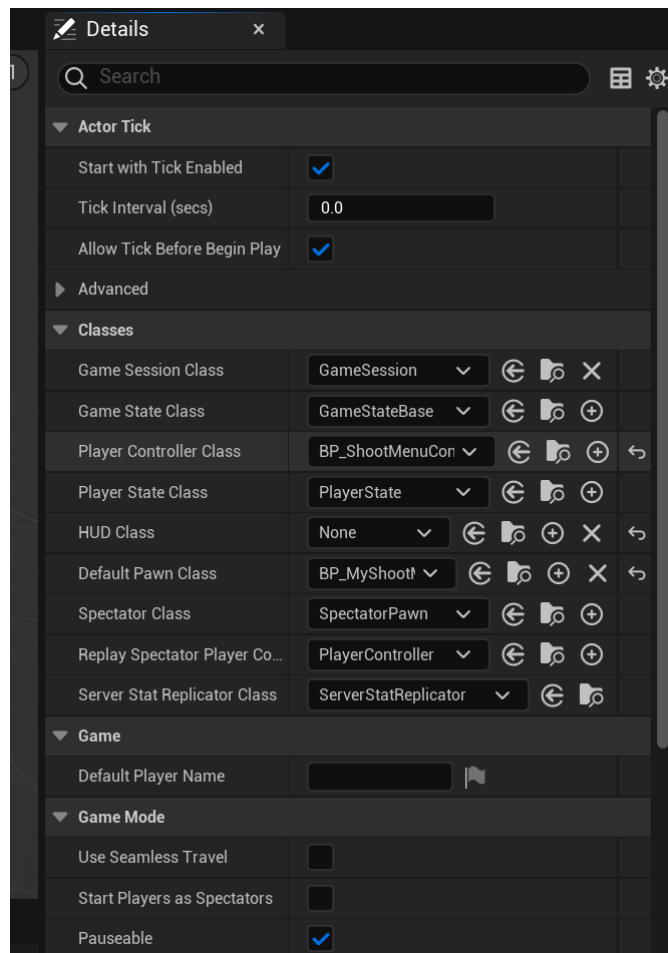 Details
Search
Actor Tick
Start with Tick Enabled
Tick Interval (secs) 0.0
Allow Tick Before Begin Play
Advanced
Classes
Game Session Class GameSession
Game State Class GameStateBase
Player Controller Class BP_ShootMenuCon
Player State Class PlayerState
HUD Class None
Default Pawn Class BP_MyShoot
Spectator Class SpectatorPawn
Replay Spectator Player Co... PlayerController
Server Stat Replicator Class ServerStatReplicator
Game
Default Player Name
Game Mode
Use Seamless Travel
Start Players as Spectators
Pauseable